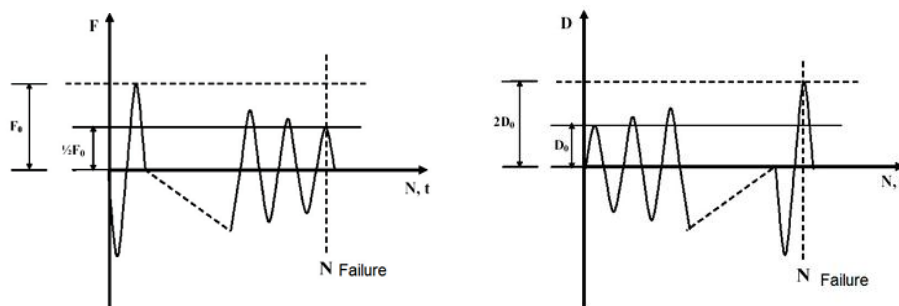 F
F₀
½F₀
N, t
N Failure
D
2D₀
D₀
N,
N Failure